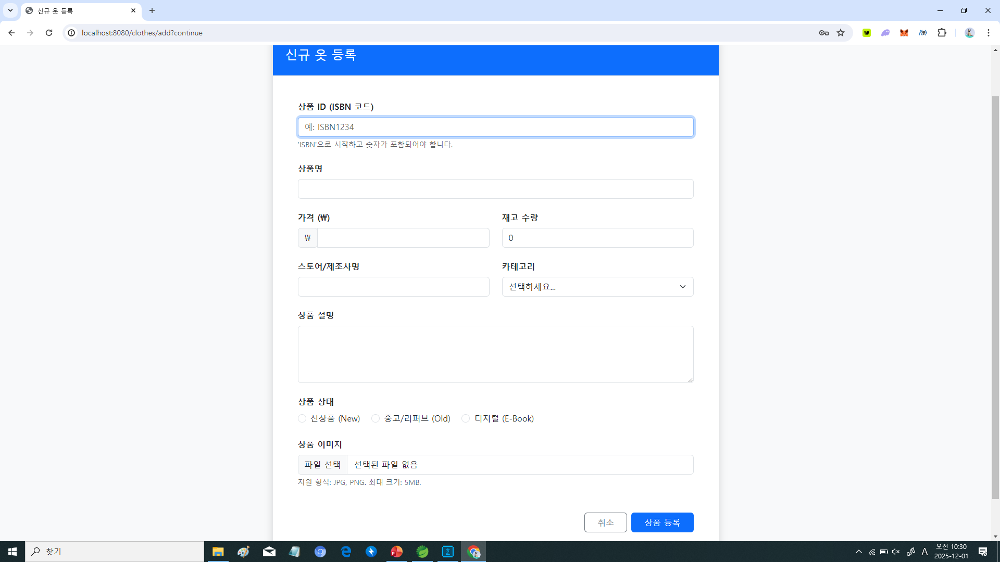 신규 옷 등록
localhost:8080/clothes/add?continue
신규 옷 등록
상품 ID (ISBN 코드)
예: ISBN1234
'ISBN'으로 시작하고 숫자가 포함되어야 합니다.
상품명
가격 (₩)
재고 수량
₩
0
스토어/제조사명
카테고리
선택하세요...
상품 설명
상품 상태
신상품 (New)
중고/리퍼브 (Old)
디지털 (E-Book)
상품 이미지
파일 선택
선택된 파일 없음
지원 형식: JPG, PNG. 최대 크기: 5MB.
취소
상품 등록
찾기
A
오전 10:30
2025-12-01